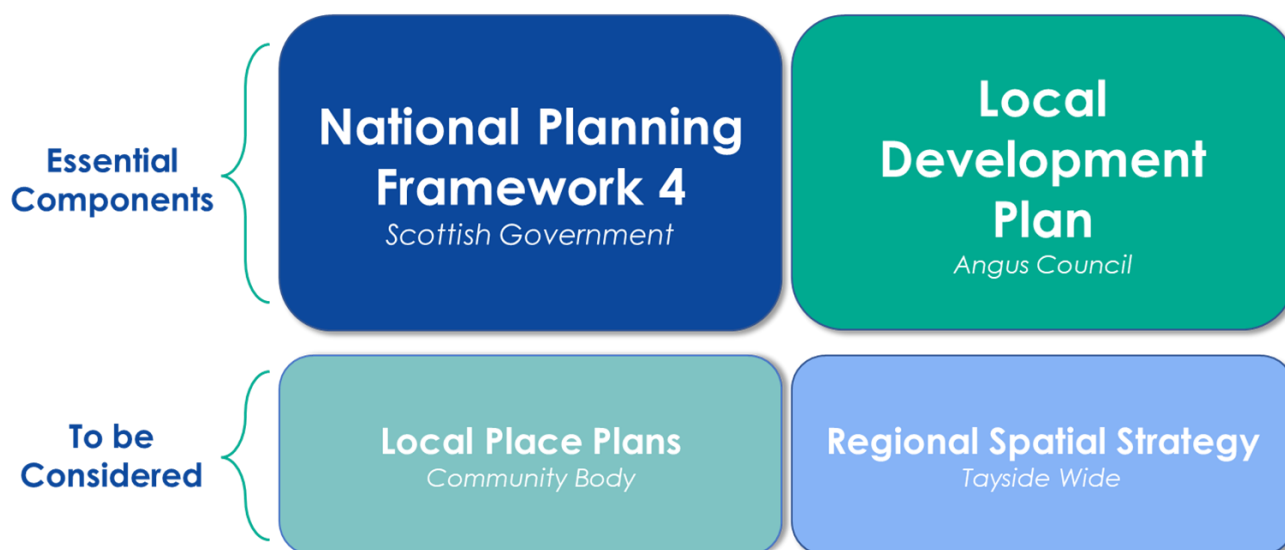 Essential
Components
National Planning
Framework 4
Scottish Government
Local
Development
Plan
Angus Council
To be
Considered
Local Place Plans
Community Body
Regional Spatial Strategy
Tayside Wide